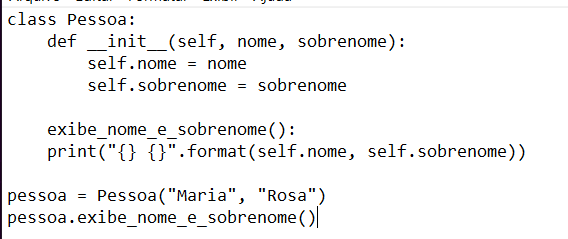 class Pessoa:
    def __init__(self, nome, sobrenome):
        self.nome = nome
        self.sobrenome = sobrenome

    exibe_nome_e_sobrenome():
    print("{} {}".format(self.nome, self.sobrenome))

pessoa = Pessoa("Maria", "Rosa")
pessoa.exibe_nome_e_sobrenome()